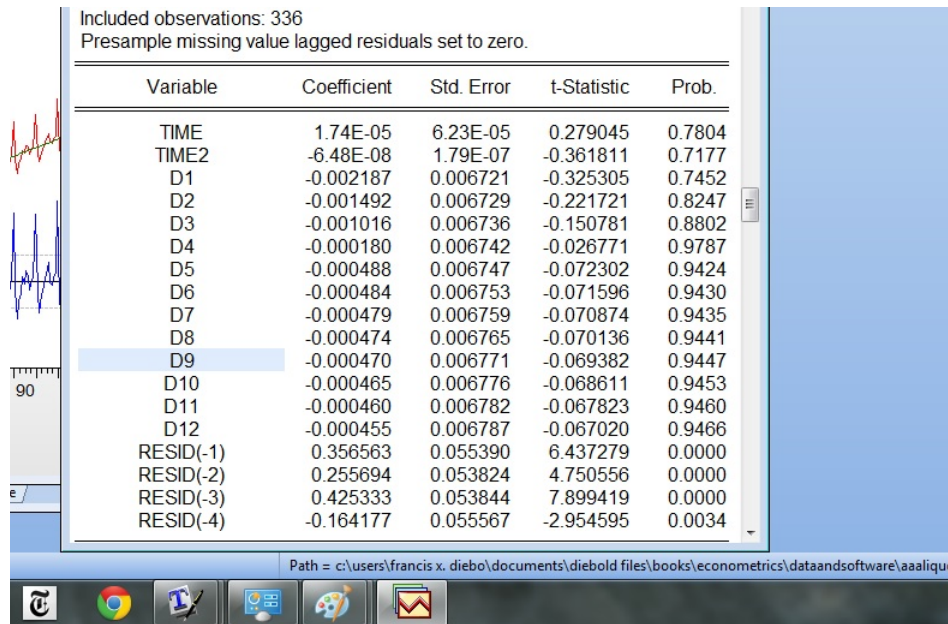 Included observations: 336
Presample missing value lagged residuals set to zero.
Variable Coefficient Std. Error t-Statistic Prob.
TIME 1.74E-05 6.23E-05 0.279045 0.7804
TIME2 -6.48E-08 1.79E-07 -0.361811 0.7177
D1 -0.002187 0.006721 -0.325305 0.7452
D2 -0.001492 0.006729 -0.221721 0.8247
D3 -0.001016 0.006736 -0.150781 0.8802
D4 -0.000180 0.006742 -0.026771 0.9787
D5 -0.000488 0.006747 -0.072302 0.9424
D6 -0.000484 0.006753 -0.071596 0.9430
D7 -0.000479 0.006759 -0.070874 0.9435
D8 -0.000474 0.006765 -0.070136 0.9441
D9 -0.000470 0.006771 -0.069382 0.9447
D10 -0.000465 0.006776 -0.068611 0.9453
D11 -0.000460 0.006782 -0.067823 0.9460
D12 -0.000455 0.006787 -0.067020 0.9466
RESID(-1) 0.356563 0.055390 6.437279 0.0000
RESID(-2) 0.255694 0.053824 4.750556 0.0000
RESID(-3) 0.425333 0.053844 7.899419 0.0000
RESID(-4) -0.164177 0.055567 -2.954595 0.0034
90
e
Path = c:\users\francis x. diebo\documents\diebold files\books\econometrics\dataandsoftware\aaalique